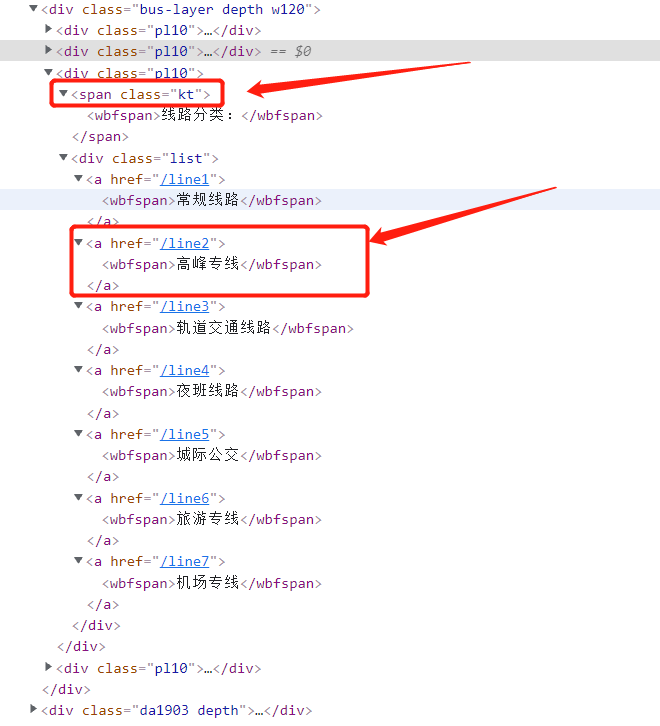 <div class="bus-layer depth w120">
<div class="pl10">…</div>
<div class="pl10">…</div> == $0
<div class="pl10">
<span class="kt">
<wbfspan>线路分类：</wbfspan>
</span>
<div class="list">
<a href="/line1">
<wbfspan>常规线路</wbfspan>
</a>
<a href="/line2">
<wbfspan>高峰专线</wbfspan>
</a>
<a href="/line3">
<wbfspan>轨道交通线路</wbfspan>
</a>
<a href="/line4">
<wbfspan>夜班线路</wbfspan>
</a>
<a href="/line5">
<wbfspan>城际公交</wbfspan>
</a>
<a href="/line6">
<wbfspan>旅游专线</wbfspan>
</a>
<a href="/line7">
<wbfspan>机场专线</wbfspan>
</a>
</div>
</div>
<div class="pl10">…</div>
</div>
<div class="da1903 depth">…</div>